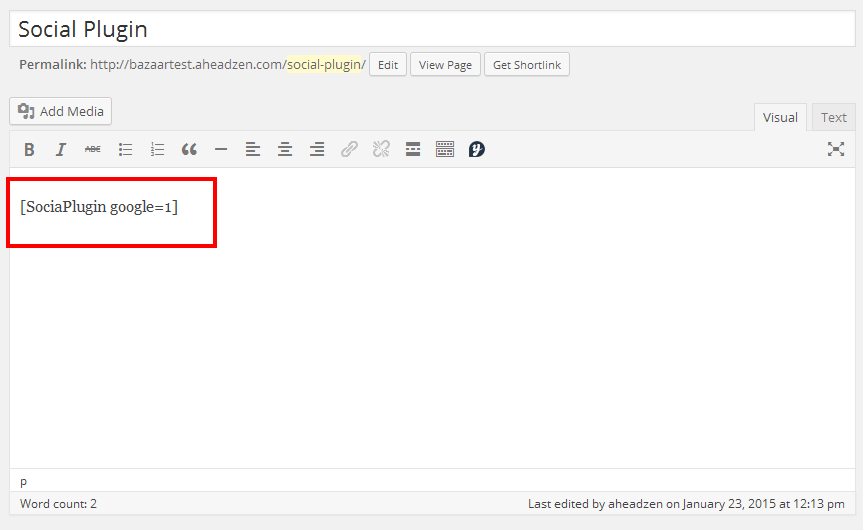 Social Plugin
Permalink: http://bazaartest.aheadzen.com/social-plugin/ Edit View Page Get Shortlink
Add Media
Visual Text
B I ABC
[SociaPlugin google=1]
p
Word count: 2 Last edited by aheadzen on January 23, 2015 at 12:13 pm